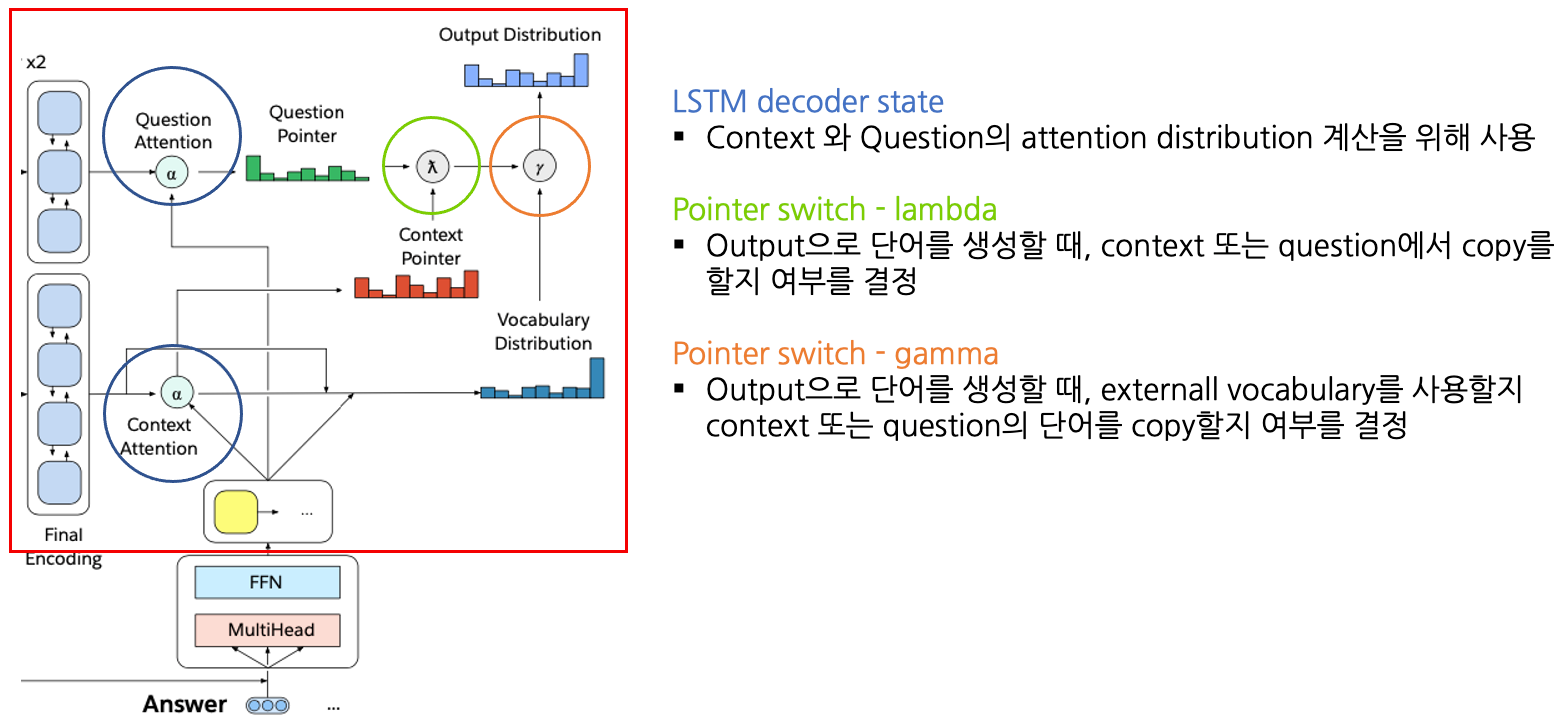 x2
Output Distribution
Question
Attention
α
Question
Pointer
ƛ
γ
Context
Pointer
Vocabulary
Distribution
α
Context
Attention
...
Final
Encoding
FFN
MultiHead
Answer
...
LSTM decoder state
▪ Context 와 Question의 attention distribution 계산을 위해 사용
Pointer switch - lambda
▪ Output으로 단어를 생성할 때, context 또는 question에서 copy를
할지 여부를 결정
Pointer switch - gamma
▪ Output으로 단어를 생성할 때, externall vocabulary를 사용할지
context 또는 question의 단어를 copy할지 여부를 결정